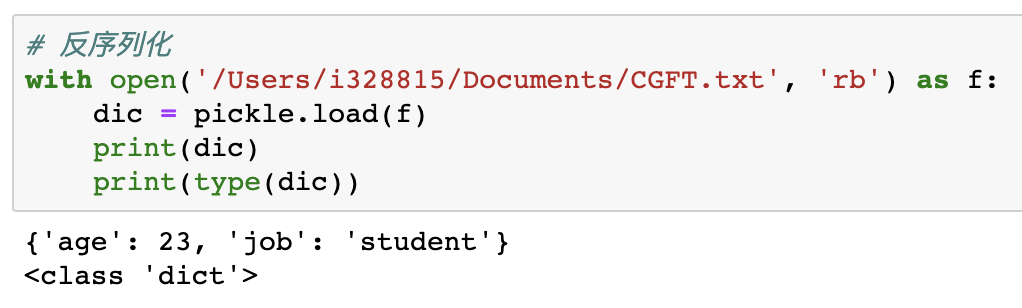 # 反序列化
with open('/Users/i328815/Documents/CGFT.txt', 'rb') as f:
    dic = pickle.load(f)
    print(dic)
    print(type(dic))
{'age': 23, 'job': 'student'}
<class 'dict'>